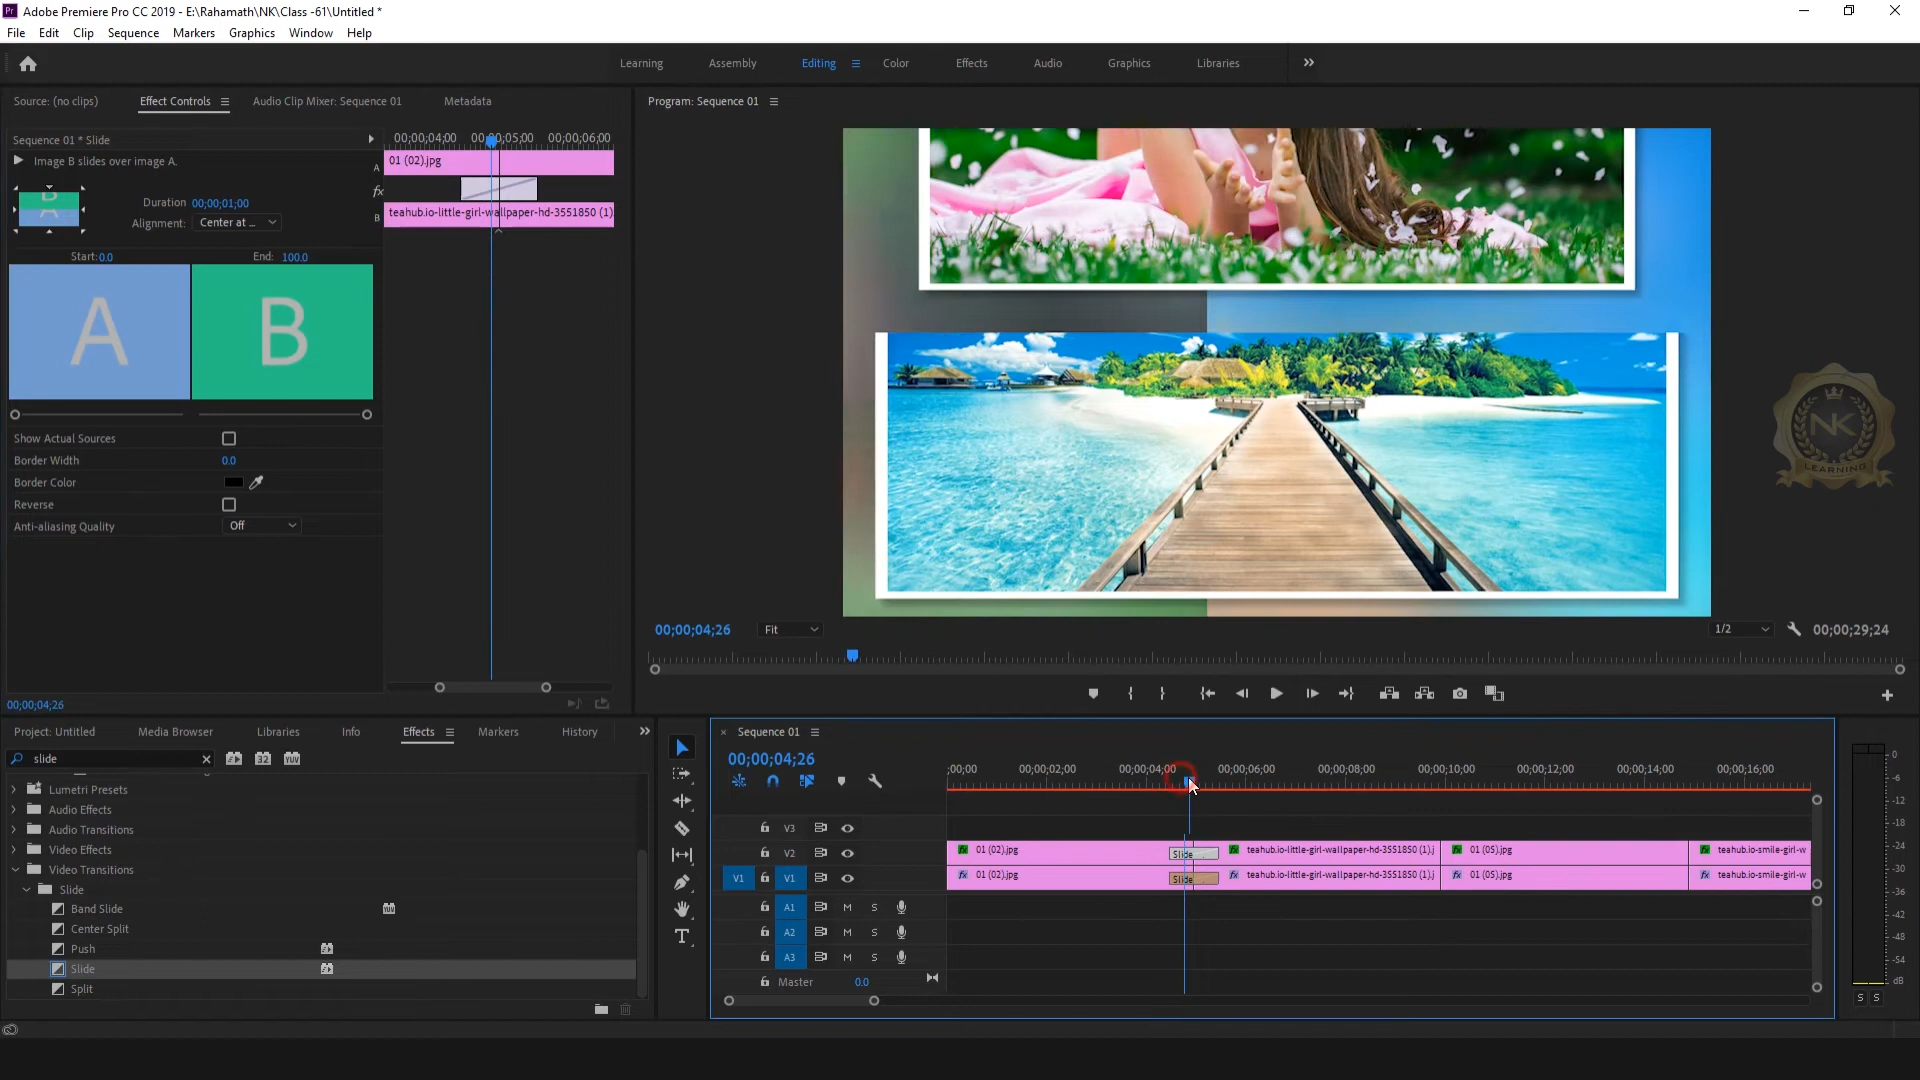 Adobe Premiere Pro CC 2019 - E:\Rahamath\NK\Class -61\Untitled *
File Edit Clip Sequence Markers Graphics Window Help
Learning Assembly Editing Color Effects Audio Graphics Libraries
Source: (no clips) Effect Controls Audio Clip Mixer: Sequence 01 Metadata
Program: Sequence 01
Sequence 01 * Slide
00;00;04;00 00;00;05;00 00;00;06;00
Image B slides over image A.
A 01 (02).jpg
Duration 00;00;01;00
fx
Alignment: Center at ...
B teahub.io-little-girl-wallpaper-hd-3551850 (1)
Start: 0.0 End: 100.0
A B
Show Actual Sources
Border Width 0.0
Border Color
Reverse
Anti-aliasing Quality Off
NK
LEARNING
00;00;04;26 Fit 1/2 00;00;29;24
00;00;04;26
Project: Untitled Media Browser Libraries Info Effects Markers History
slide
Lumetri Presets
Audio Effects
Audio Transitions
Video Effects
Video Transitions
Slide
Band Slide
Center Split
Push
Slide
Split
Sequence 01
00;00;04;26
;00;00 00;00;02;00 00;00;04;00 00;00;06;00 00;00;08;00 00;00;10;00 00;00;12;00 00;00;14;00 00;00;16;00
V3
V2 fx 01 (02).jpg Slide fx teahub.io-little-girl-wallpaper-hd-3551850 (1).j fx 01 (05).jpg fx teahub.io-smile-girl-w
V1 V1 fx 01 (02).jpg Slide fx teahub.io-little-girl-wallpaper-hd-3551850 (1).j fx 01 (05).jpg fx teahub.io-smile-girl-w
A1 M S
A2 M S
A3 M S
Master 0.0
0
-6
-12
-18
-24
-30
-36
-42
-48
-54
dB
S S